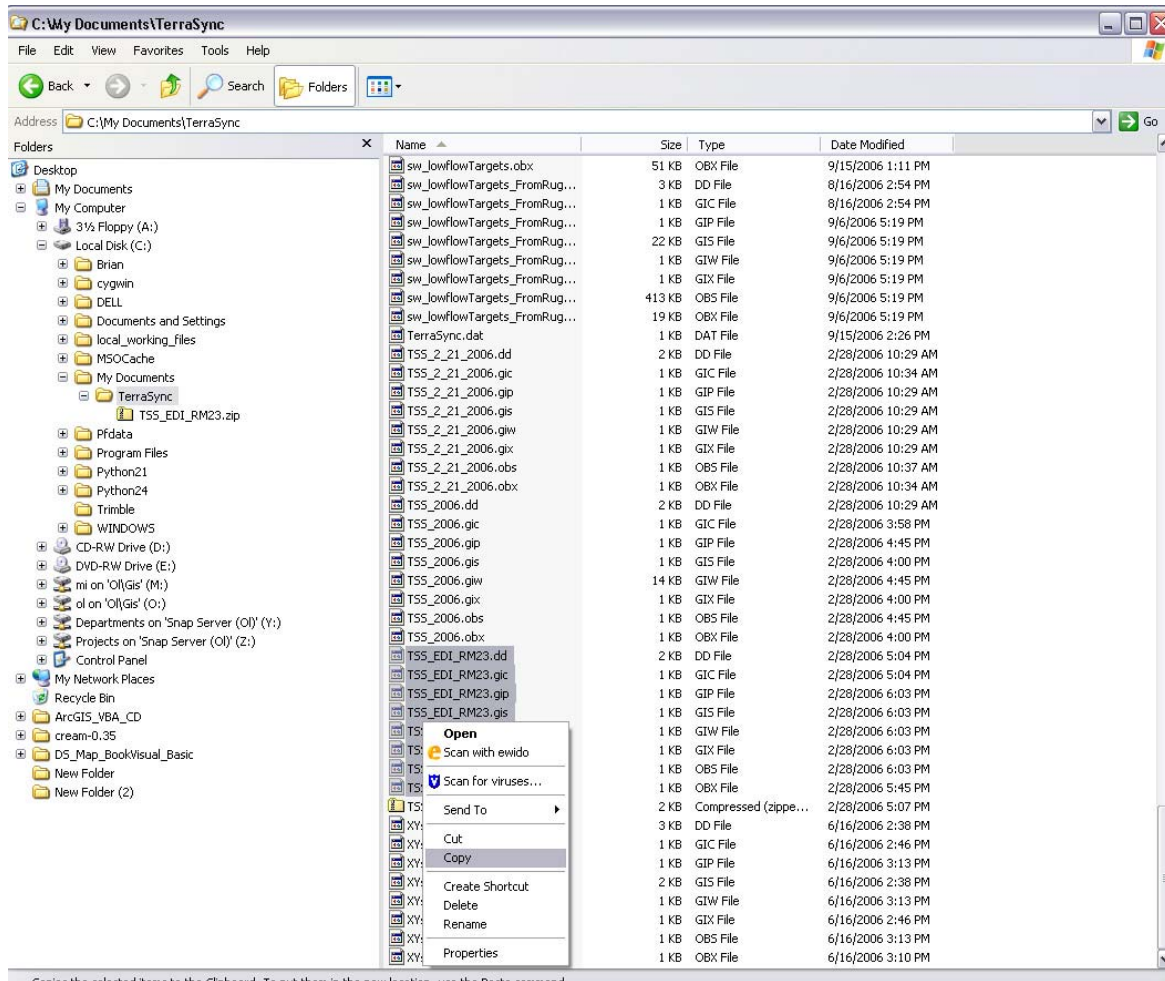 C:\My Documents\TerraSync
File Edit View Favorites Tools Help
Back Search Folders
Address C:\My Documents\TerraSync Go
Folders x
Desktop
My Documents
My Computer
3½ Floppy (A:)
Local Disk (C:)
Brian
cygwin
DELL
Documents and Settings
local_working_files
MSOCache
My Documents
TerraSync
TSS_EDI_RM23.zip
Pfdata
Program Files
Python21
Python24
Trimble
WINDOWS
CD-RW Drive (D:)
DVD-RW Drive (E:)
mi on 'Ol\Gis' (M:)
ol on 'Ol\Gis' (O:)
Departments on 'Snap Server (Ol)' (Y:)
Projects on 'Snap Server (Ol)' (Z:)
Control Panel
My Network Places
Recycle Bin
ArcGIS_VBA_CD
cream-0.35
DS_Map_BookVisual_Basic
New Folder
New Folder (2)
Name Size Type Date Modified
sw_lowflowTargets.obx 51 KB OBX File 9/15/2006 1:11 PM
sw_lowflowTargets_FromRug... 3 KB DD File 8/16/2006 2:54 PM
sw_lowflowTargets_FromRug... 1 KB GIC File 8/16/2006 2:54 PM
sw_lowflowTargets_FromRug... 1 KB GIP File 9/6/2006 5:19 PM
sw_lowflowTargets_FromRug... 22 KB GIS File 9/6/2006 5:19 PM
sw_lowflowTargets_FromRug... 1 KB GIW File 9/6/2006 5:19 PM
sw_lowflowTargets_FromRug... 1 KB GIX File 9/6/2006 5:19 PM
sw_lowflowTargets_FromRug... 413 KB OBS File 9/6/2006 5:19 PM
sw_lowflowTargets_FromRug... 19 KB OBX File 9/6/2006 5:19 PM
TerraSync.dat 1 KB DAT File 9/15/2006 2:26 PM
TSS_2_21_2006.dd 2 KB DD File 2/28/2006 10:29 AM
TSS_2_21_2006.gic 1 KB GIC File 2/28/2006 10:34 AM
TSS_2_21_2006.gip 1 KB GIP File 2/28/2006 10:29 AM
TSS_2_21_2006.gis 1 KB GIS File 2/28/2006 10:29 AM
TSS_2_21_2006.giw 1 KB GIW File 2/28/2006 10:29 AM
TSS_2_21_2006.gix 1 KB GIX File 2/28/2006 10:29 AM
TSS_2_21_2006.obs 1 KB OBS File 2/28/2006 10:37 AM
TSS_2_21_2006.obx 1 KB OBX File 2/28/2006 10:34 AM
TSS_2006.dd 2 KB DD File 2/28/2006 10:29 AM
TSS_2006.gic 1 KB GIC File 2/28/2006 3:58 PM
TSS_2006.gip 1 KB GIP File 2/28/2006 4:45 PM
TSS_2006.gis 1 KB GIS File 2/28/2006 4:00 PM
TSS_2006.giw 14 KB GIW File 2/28/2006 4:45 PM
TSS_2006.gix 1 KB GIX File 2/28/2006 4:00 PM
TSS_2006.obs 1 KB OBS File 2/28/2006 4:45 PM
TSS_2006.obx 1 KB OBX File 2/28/2006 4:00 PM
TSS_EDI_RM23.dd 2 KB DD File 2/28/2006 5:04 PM
TSS_EDI_RM23.gic 1 KB GIC File 2/28/2006 5:04 PM
TSS_EDI_RM23.gip 1 KB GIP File 2/28/2006 6:03 PM
TSS_EDI_RM23.gis 1 KB GIS File 2/28/2006 6:03 PM
1 KB GIW File 2/28/2006 6:03 PM
1 KB GIX File 2/28/2006 6:03 PM
1 KB OBS File 2/28/2006 6:03 PM
1 KB OBX File 2/28/2006 5:45 PM
2 KB Compressed (zippe... 2/28/2006 5:07 PM
3 KB DD File 6/16/2006 2:38 PM
1 KB GIC File 6/16/2006 2:46 PM
1 KB GIP File 6/16/2006 3:13 PM
2 KB GIS File 6/16/2006 2:38 PM
1 KB GIW File 6/16/2006 3:13 PM
1 KB GIX File 6/16/2006 2:46 PM
1 KB OBS File 6/16/2006 3:13 PM
1 KB OBX File 6/16/2006 3:10 PM
Open
Scan with ewido
Scan for viruses...
Send To
Cut
Copy
Create Shortcut
Delete
Rename
Properties